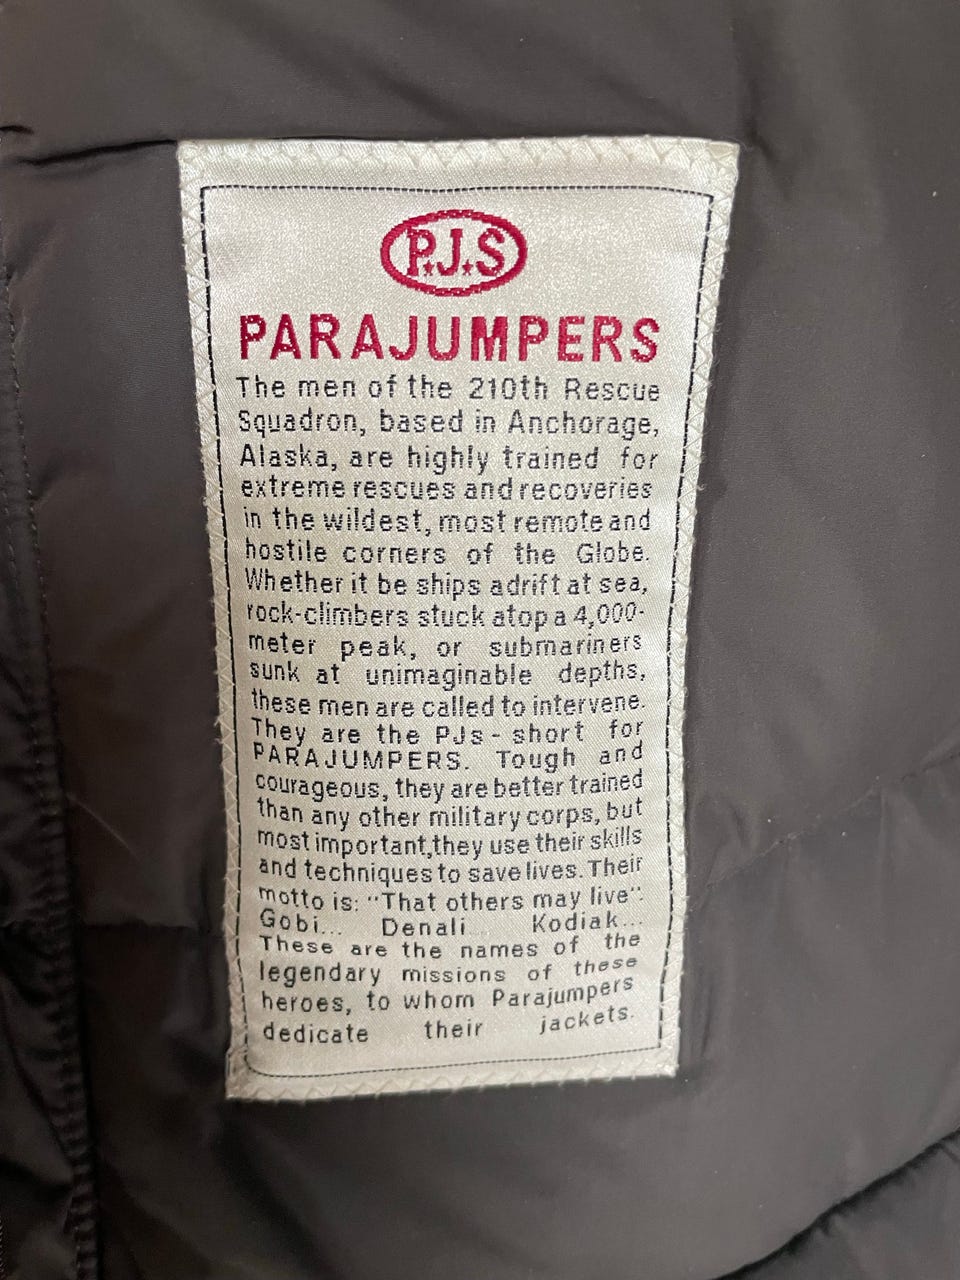 P.J.S
PARAJUMPERS
The men of the 210th Rescue
Squadron, based in Anchorage,
Alaska, are highly trained for
extreme rescues and recoveries
in the wildest, most remote and
hostile corners of the Globe.
Whether it be ships adrift at sea,
rock-climbers stuck atop a 4,000-
meter peak, or submariners
sunk at unimaginable depths,
these men are called to intervene.
They are the PJs - short for
PARAJUMPERS. Tough and
courageous, they are better trained
than any other military corps, but
most important,they use their skills
and techniques to save lives. Their
motto is: "That others may live".
Gobi... Denali... Kodiak...
These are the names of the
legendary missions of these
heroes, to whom Parajumpers
dedicate their jackets.